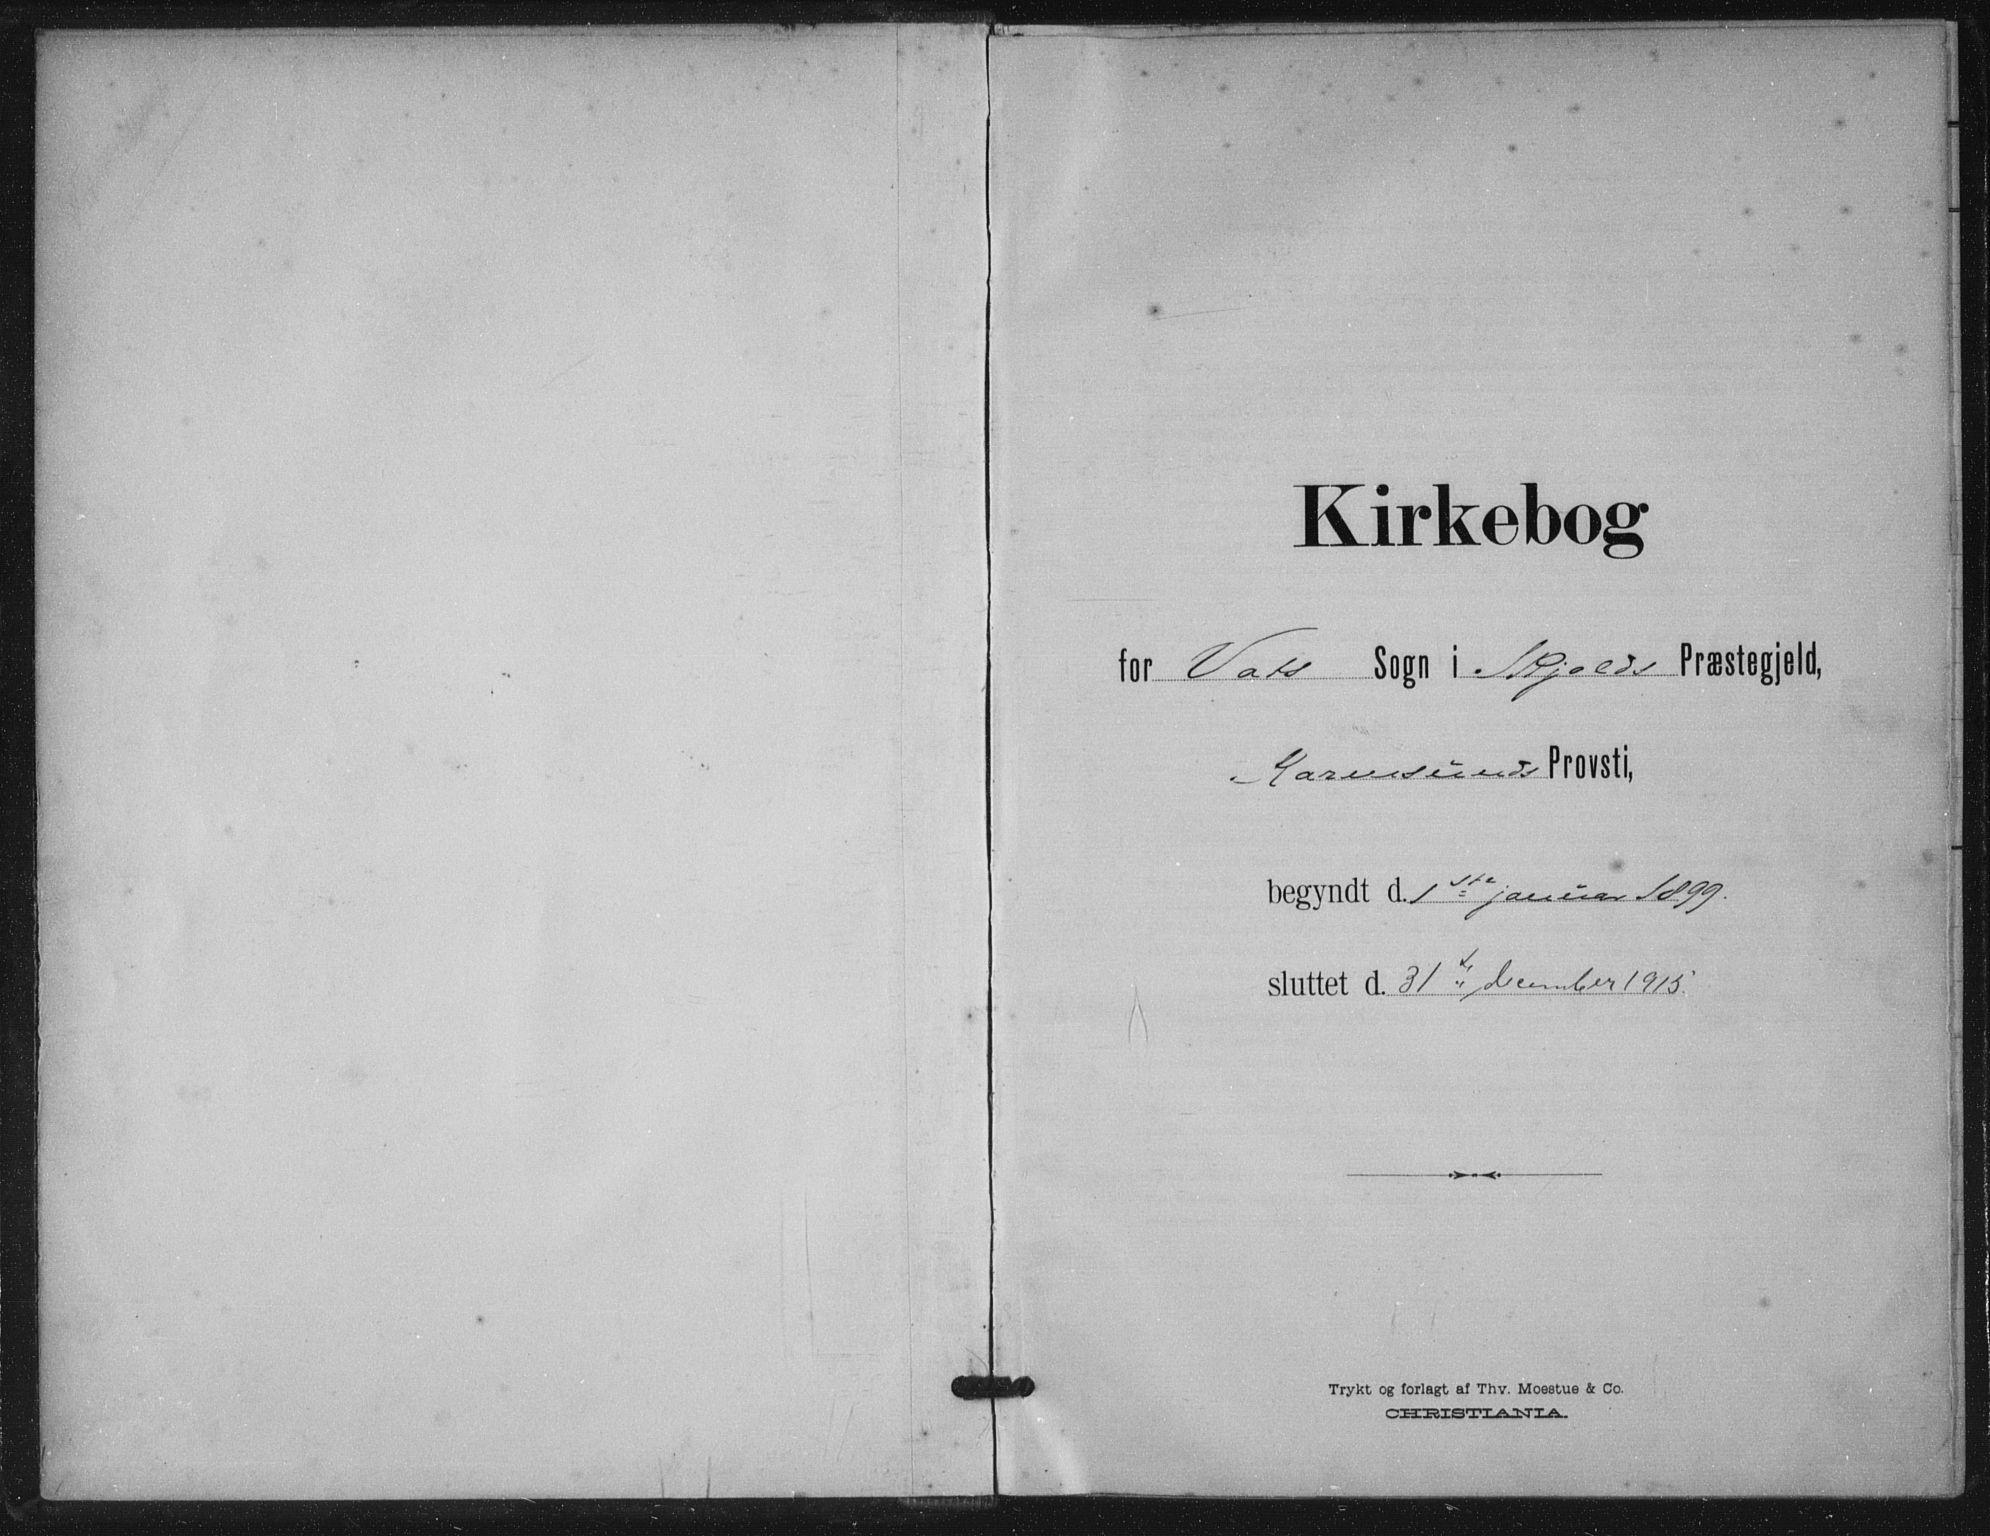 Kirkebog
for Vats Sogn i Skjolds Præstegjeld,
Karmsunds Provsti,
begyndt d. 1ste januar 1899.
sluttet d. 31te december 1915.
Trykt og forlagt af Thv. Moestue & Co.
CHRISTIANIA.